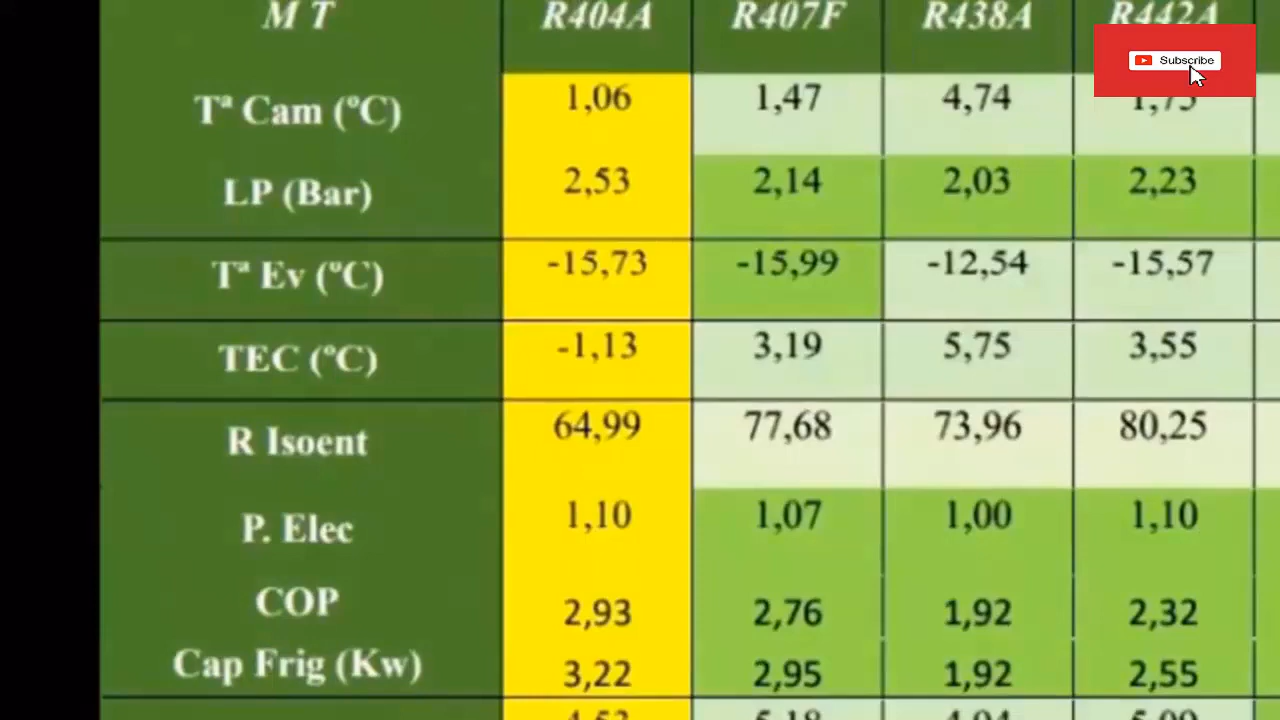 M T R404A R407F R438A R442A
Subscribe
Tª Cam (ºC) 1,06 1,47 4,74
LP (Bar) 2,53 2,14 2,03 2,23
Tª Ev (ºC) -15,73 -15,99 -12,54 -15,57
TEC (ºC) -1,13 3,19 5,75 3,55
R Isoent 64,99 77,68 73,96 80,25
P. Elec 1,10 1,07 1,00 1,10
COP 2,93 2,76 1,92 2,32
Cap Frig (Kw) 3,22 2,95 1,92 2,55